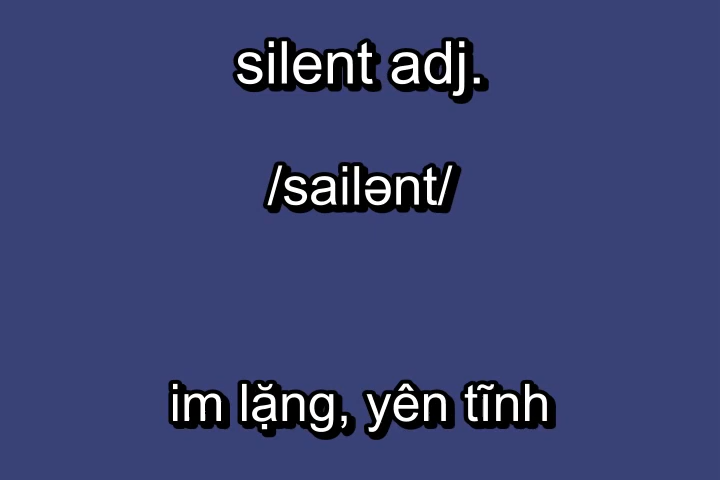 silent adj.
/sailənt/
im lặng, yên tĩnh